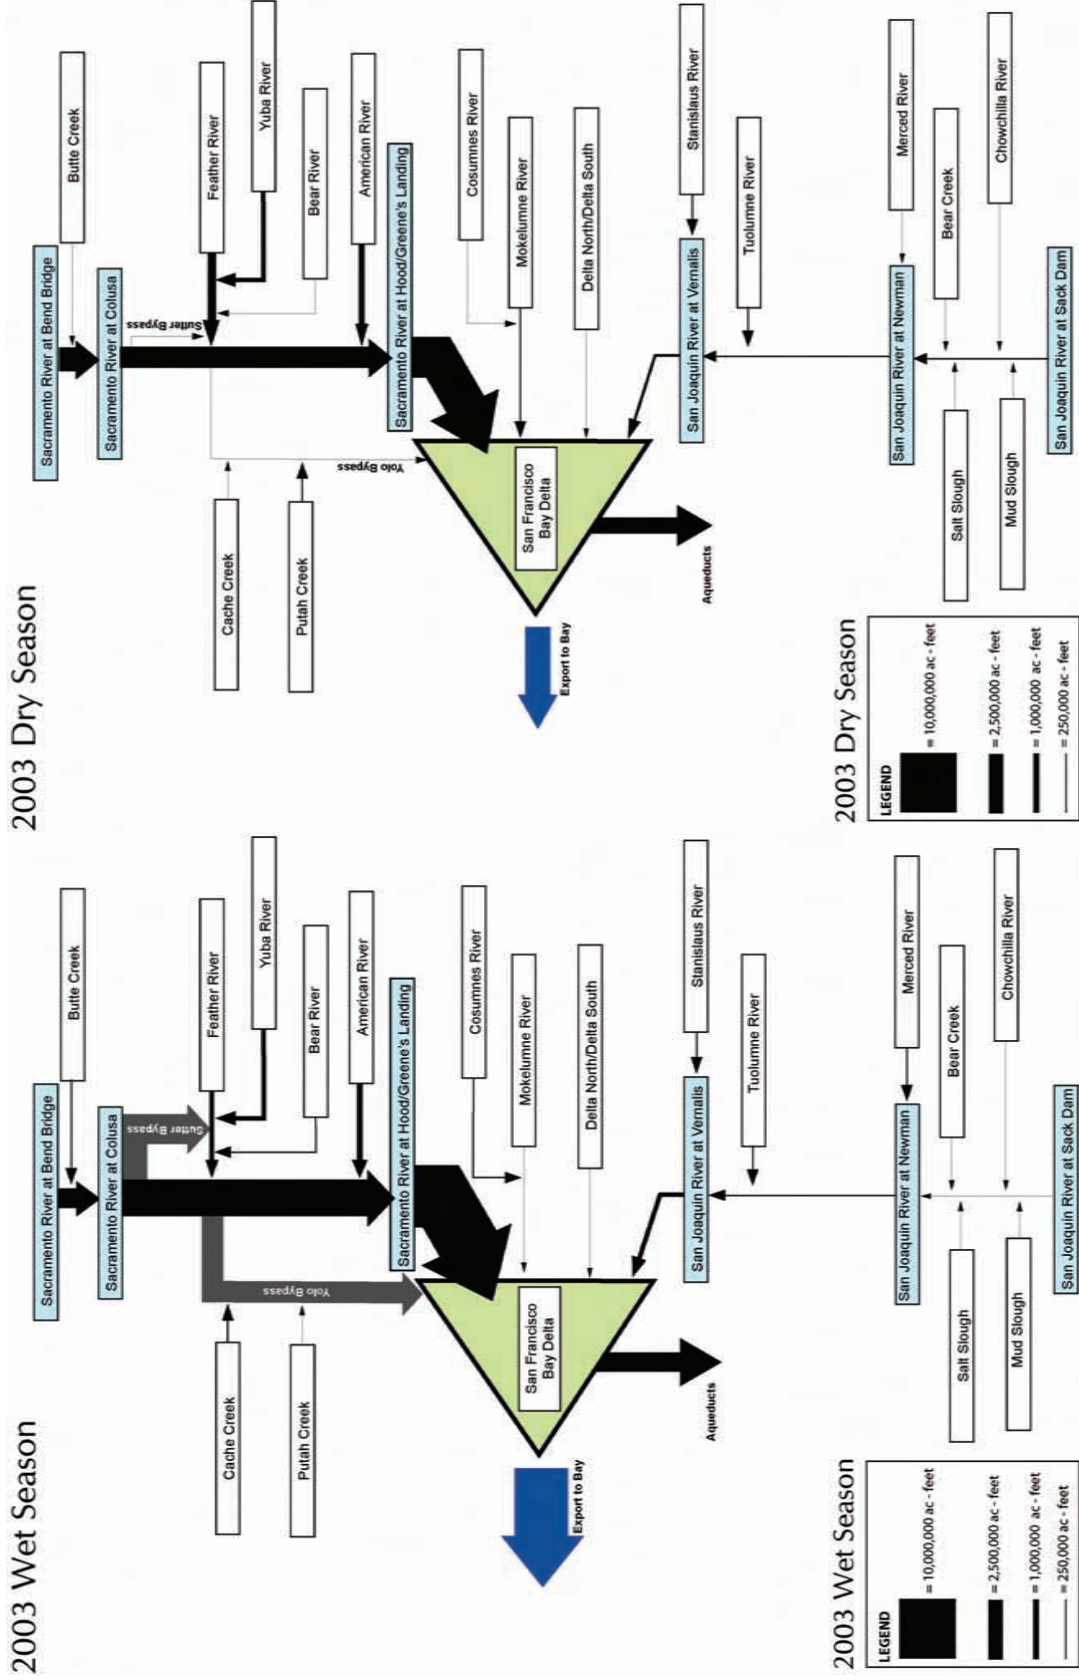 2003 Wet Season
Sacramento River at Bend Bridge
Butte Creek
Sacramento River at Colusa
Sutter Bypass
Feather River
Yuba River
Bear River
American River
Cache Creek
Putah Creek
Yolo Bypass
Sacramento River at Hood/Greene's Landing
Cosumnes River
Mokelumne River
Delta North/Delta South
San Francisco
Bay Delta
Export to Bay
Aqueducts
Stanislaus River
San Joaquin River at Vernalis
Tuolumne River
Merced River
San Joaquin River at Newman
Bear Creek
Salt Slough
Chowchilla River
Mud Slough
San Joaquin River at Sack Dam
2003 Wet Season
LEGEND
= 10,000,000 ac - feet
= 2,500,000 ac - feet
= 1,000,000 ac - feet
= 250,000 ac - feet
2003 Dry Season
Sacramento River at Bend Bridge
Butte Creek
Sacramento River at Colusa
Sutter Bypass
Feather River
Yuba River
Bear River
American River
Cache Creek
Putah Creek
Yolo Bypass
Sacramento River at Hood/Greene's Landing
Cosumnes River
Mokelumne River
Delta North/Delta South
San Francisco
Bay Delta
Export to Bay
Aqueducts
Stanislaus River
San Joaquin River at Vernalis
Tuolumne River
Merced River
San Joaquin River at Newman
Bear Creek
Salt Slough
Chowchilla River
Mud Slough
San Joaquin River at Sack Dam
2003 Dry Season
LEGEND
= 10,000,000 ac - feet
= 2,500,000 ac - feet
= 1,000,000 ac - feet
= 250,000 ac - feet